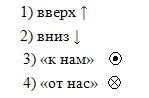 1) вверх ↑
2) вниз ↓
3) «к нам» ⊙
4) «от нас» ⊗